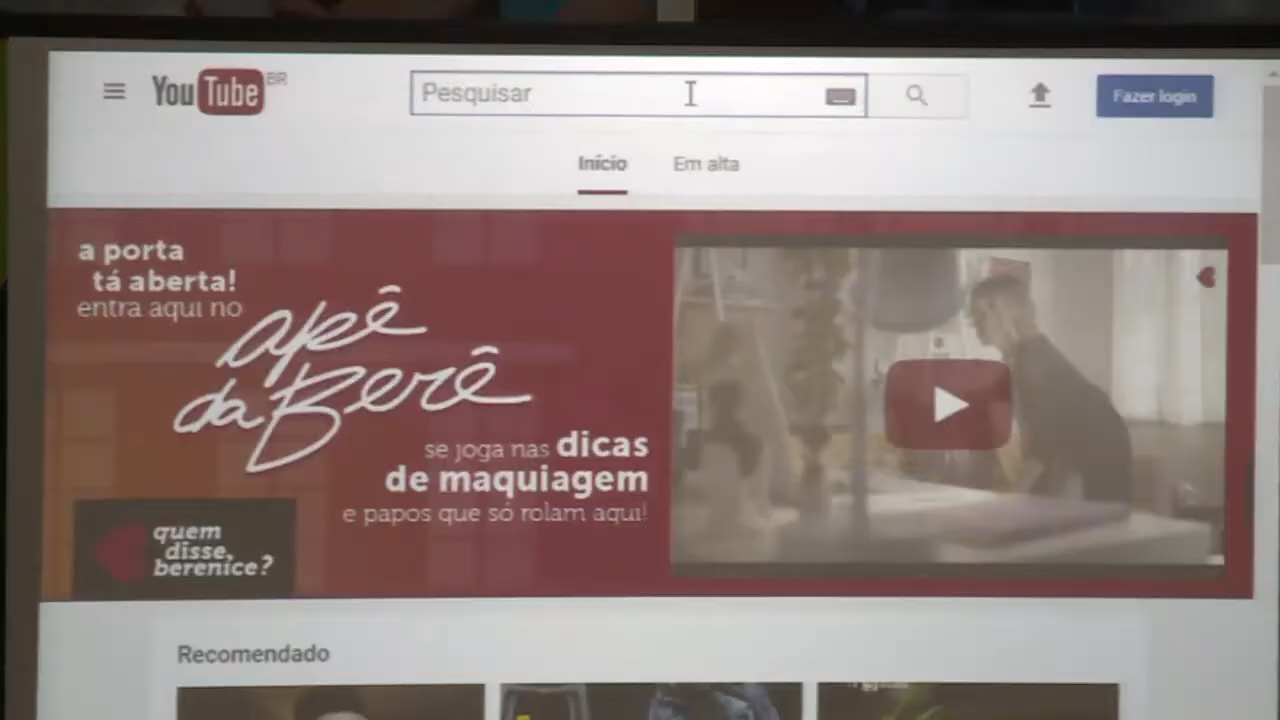 YouTube BR
Pesquisar
Fazer login
Início
Em alta
a porta
tá aberta!
entra aqui no
apê
da Berê
se joga nas dicas
de maquiagem
e papos que só rolam aqui!
quem
disse,
berenice?
Recomendado